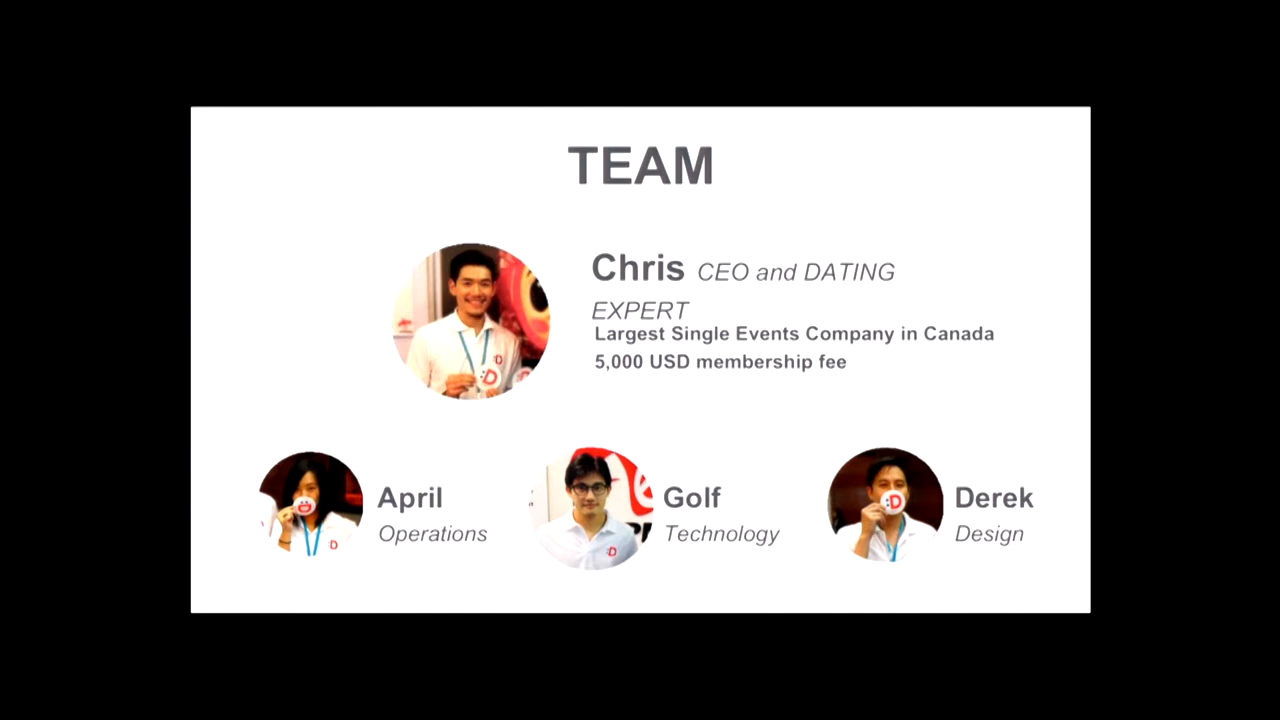 TEAM
Chris CEO and DATING
EXPERT
Largest Single Events Company in Canada
5,000 USD membership fee
:D
:D
April
Operations
D
Golf
Technology
:D
:D
Derek
Design